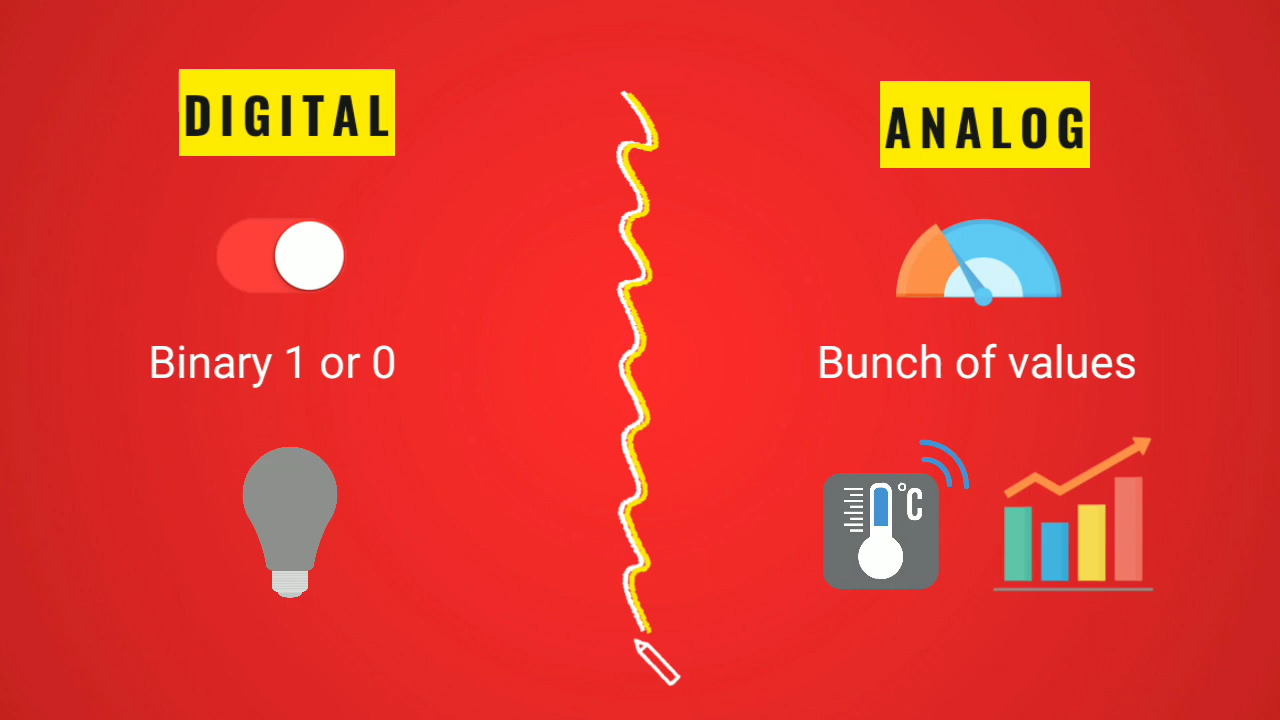 DIGITAL
Binary 1 or 0
ANALOG
Bunch of values
°C